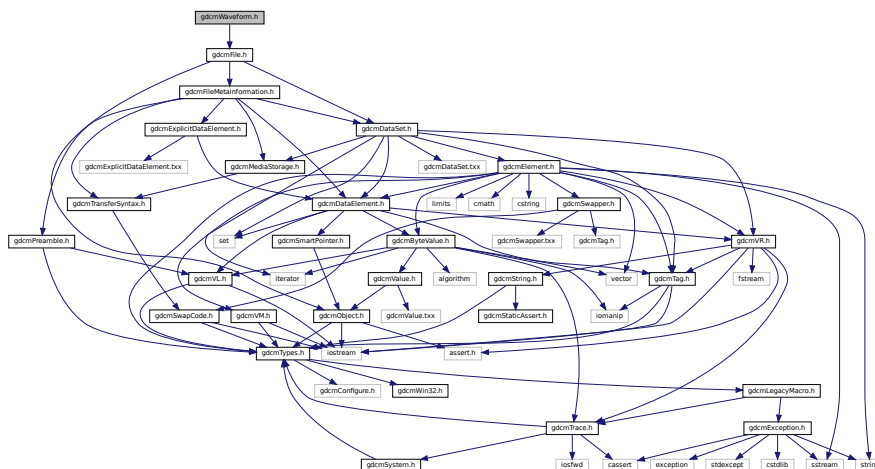 gdcmWaveform.h
gdcmFile.h
gdcmFileMetaInformation.h
gdcmExplicitDataElement.h
gdcmDataSet.h
gdcmExplicitDataElement.txx
gdcmMediaStorage.h
gdcmDataSet.txx
gdcmElement.h
gdcmTransferSyntax.h
gdcmDataElement.h
limits
cmath
cstring
gdcmSwapper.h
gdcmPreamble.h
set
gdcmSmartPointer.h
gdcmByteValue.h
gdcmSwapper.txx
gdcmTag.h
gdcmVR.h
gdcmVL.h
iterator
gdcmValue.h
algorithm
gdcmString.h
vector
gdcmTag.h
fstream
gdcmSwapCode.h
gdcmVM.h
gdcmObject.h
gdcmValue.txx
gdcmStaticAssert.h
iomanip
gdcmTypes.h
iostream
assert.h
gdcmConfigure.h
gdcmWin32.h
gdcmLegacyMacro.h
gdcmTrace.h
gdcmException.h
gdcmSystem.h
iosfwd
cassert
exception
stdexcept
cstdlib
sstream